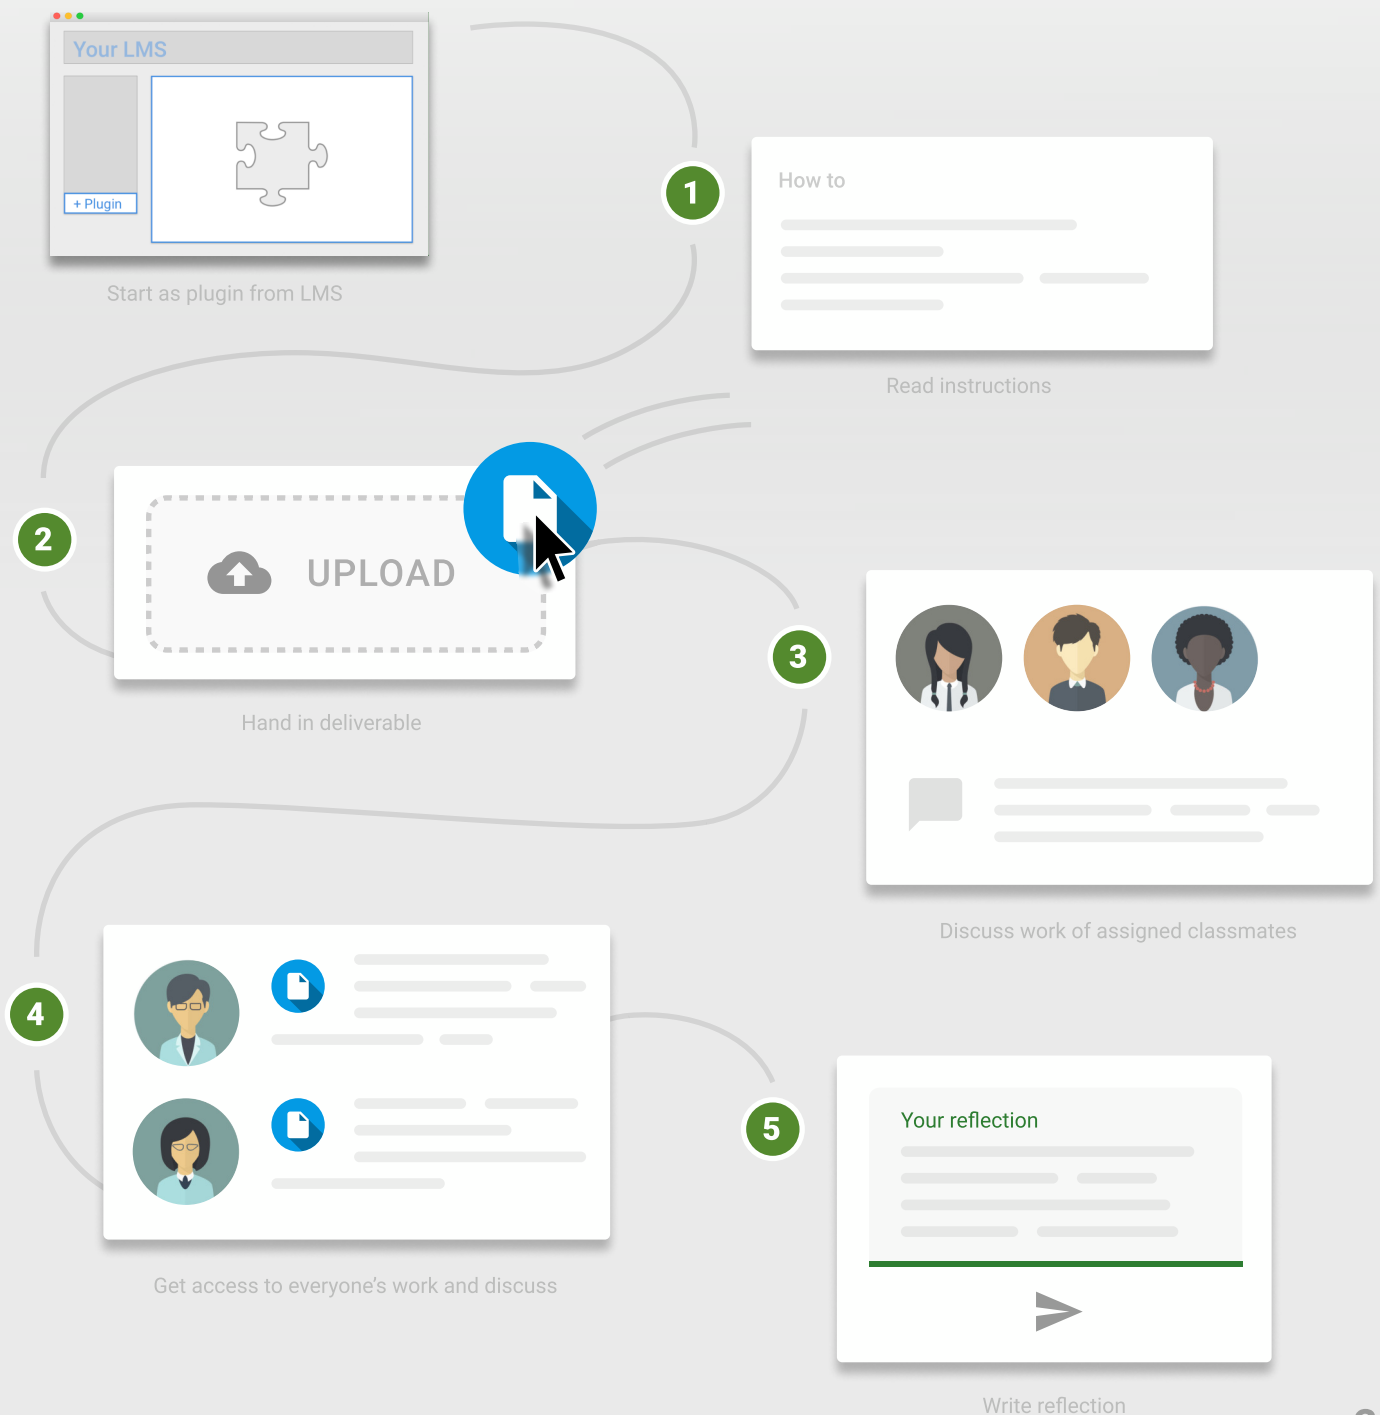 Your LMS
+ Plugin
Start as plugin from LMS
1
How to
Read instructions
2
UPLOAD
Hand in deliverable
3
Discuss work of assigned classmates
4
Get access to everyone's work and discuss
5
Your reflection
Write reflection